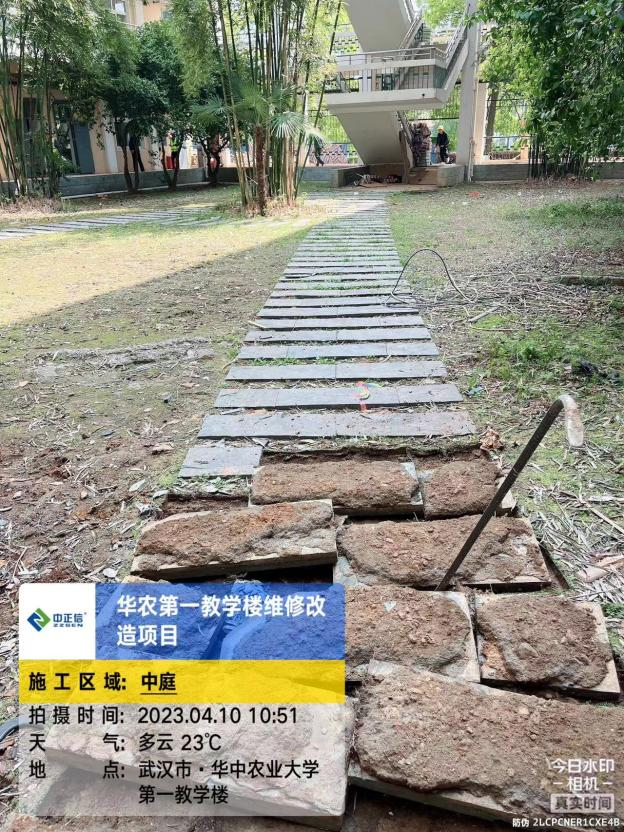 中正信®
ZZSEN
华农第一教学楼维修改
造项目
施工区域: 中庭
拍摄时间: 2023.04.10 10:51
天气: 多云 23℃
地点: 武汉市·华中农业大学
第一教学楼
今日水印
相机
真实时间
防伪 2LCPCNER1CXE4B